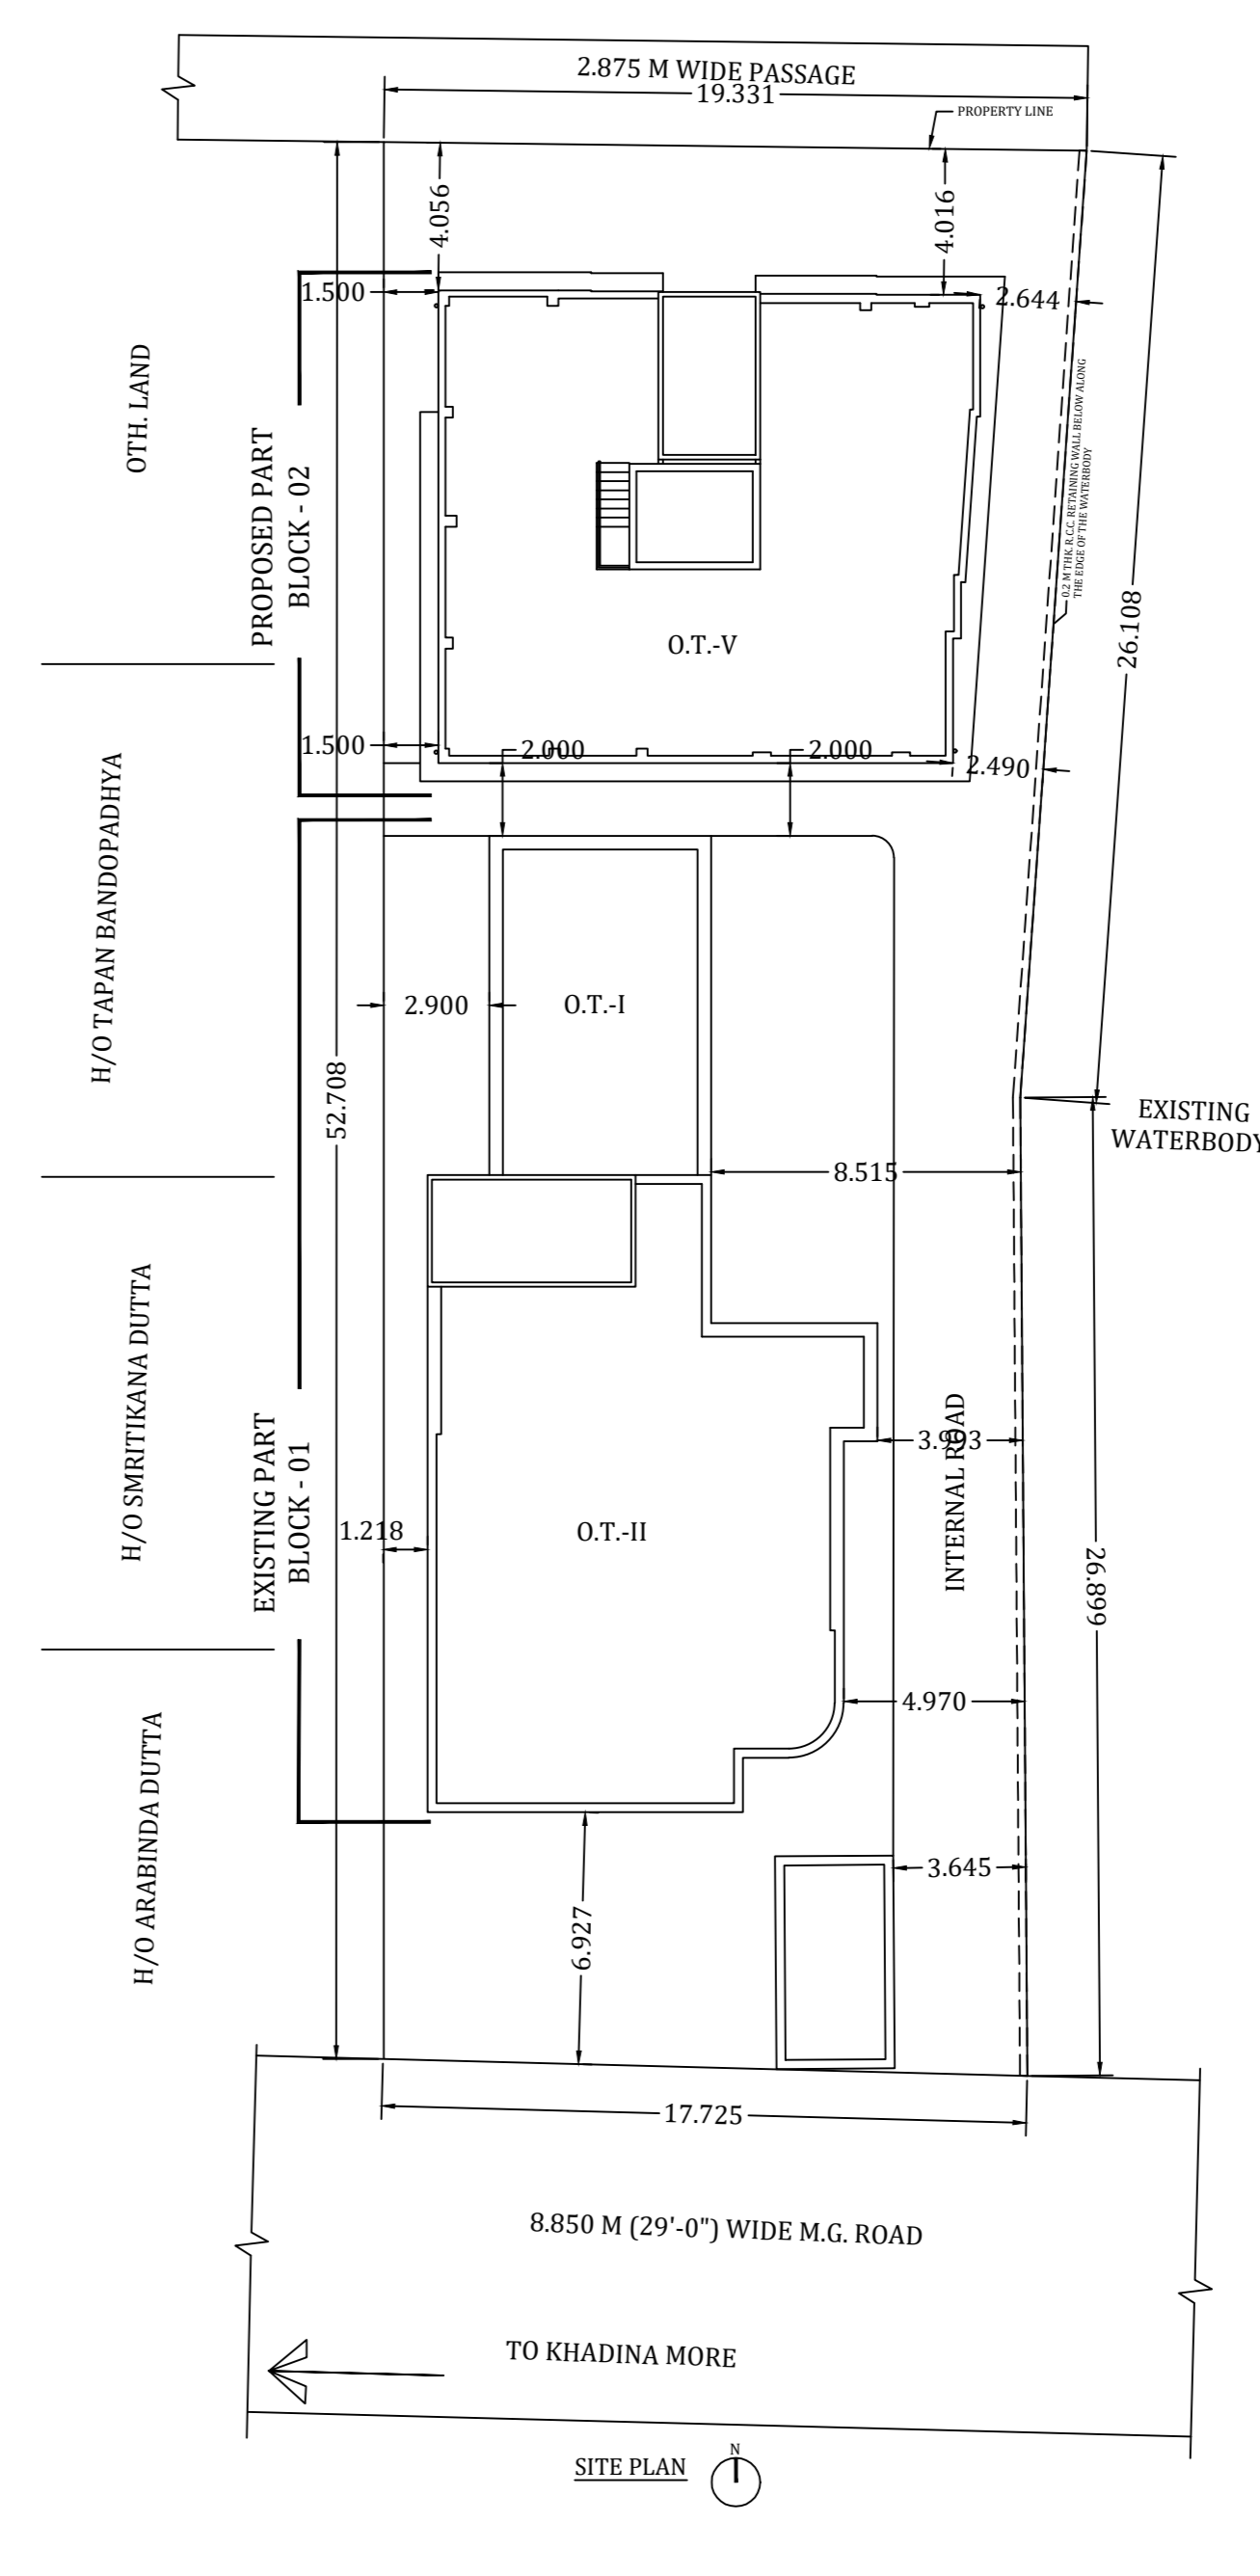 2.875 M WIDE PASSAGE
19.331
PROPERTY LINE
4.056
4.016
1.500
2.644
OTH. LAND
0.2 M THK. R.C.C. RETAINING WALL BELOW ALONG
THE EDGE OF THE WATERBODY
PROPOSED PART
BLOCK - 02
26.108
O.T.-V
1.500
2.000
2.000
2.490
H/O TAPAN BANDOPADHYA
2.900
O.T.-I
52.708
EXISTING
WATERBODY
8.515
H/O SMRITIKANA DUTTA
EXISTING PART
BLOCK - 01
3.993
INTERNAL ROAD
1.218
O.T.-II
26.899
4.970
H/O ARABINDA DUTTA
3.645
6.927
17.725
8.850 M (29'-0") WIDE M.G. ROAD
TO KHADINA MORE
SITE PLAN
N